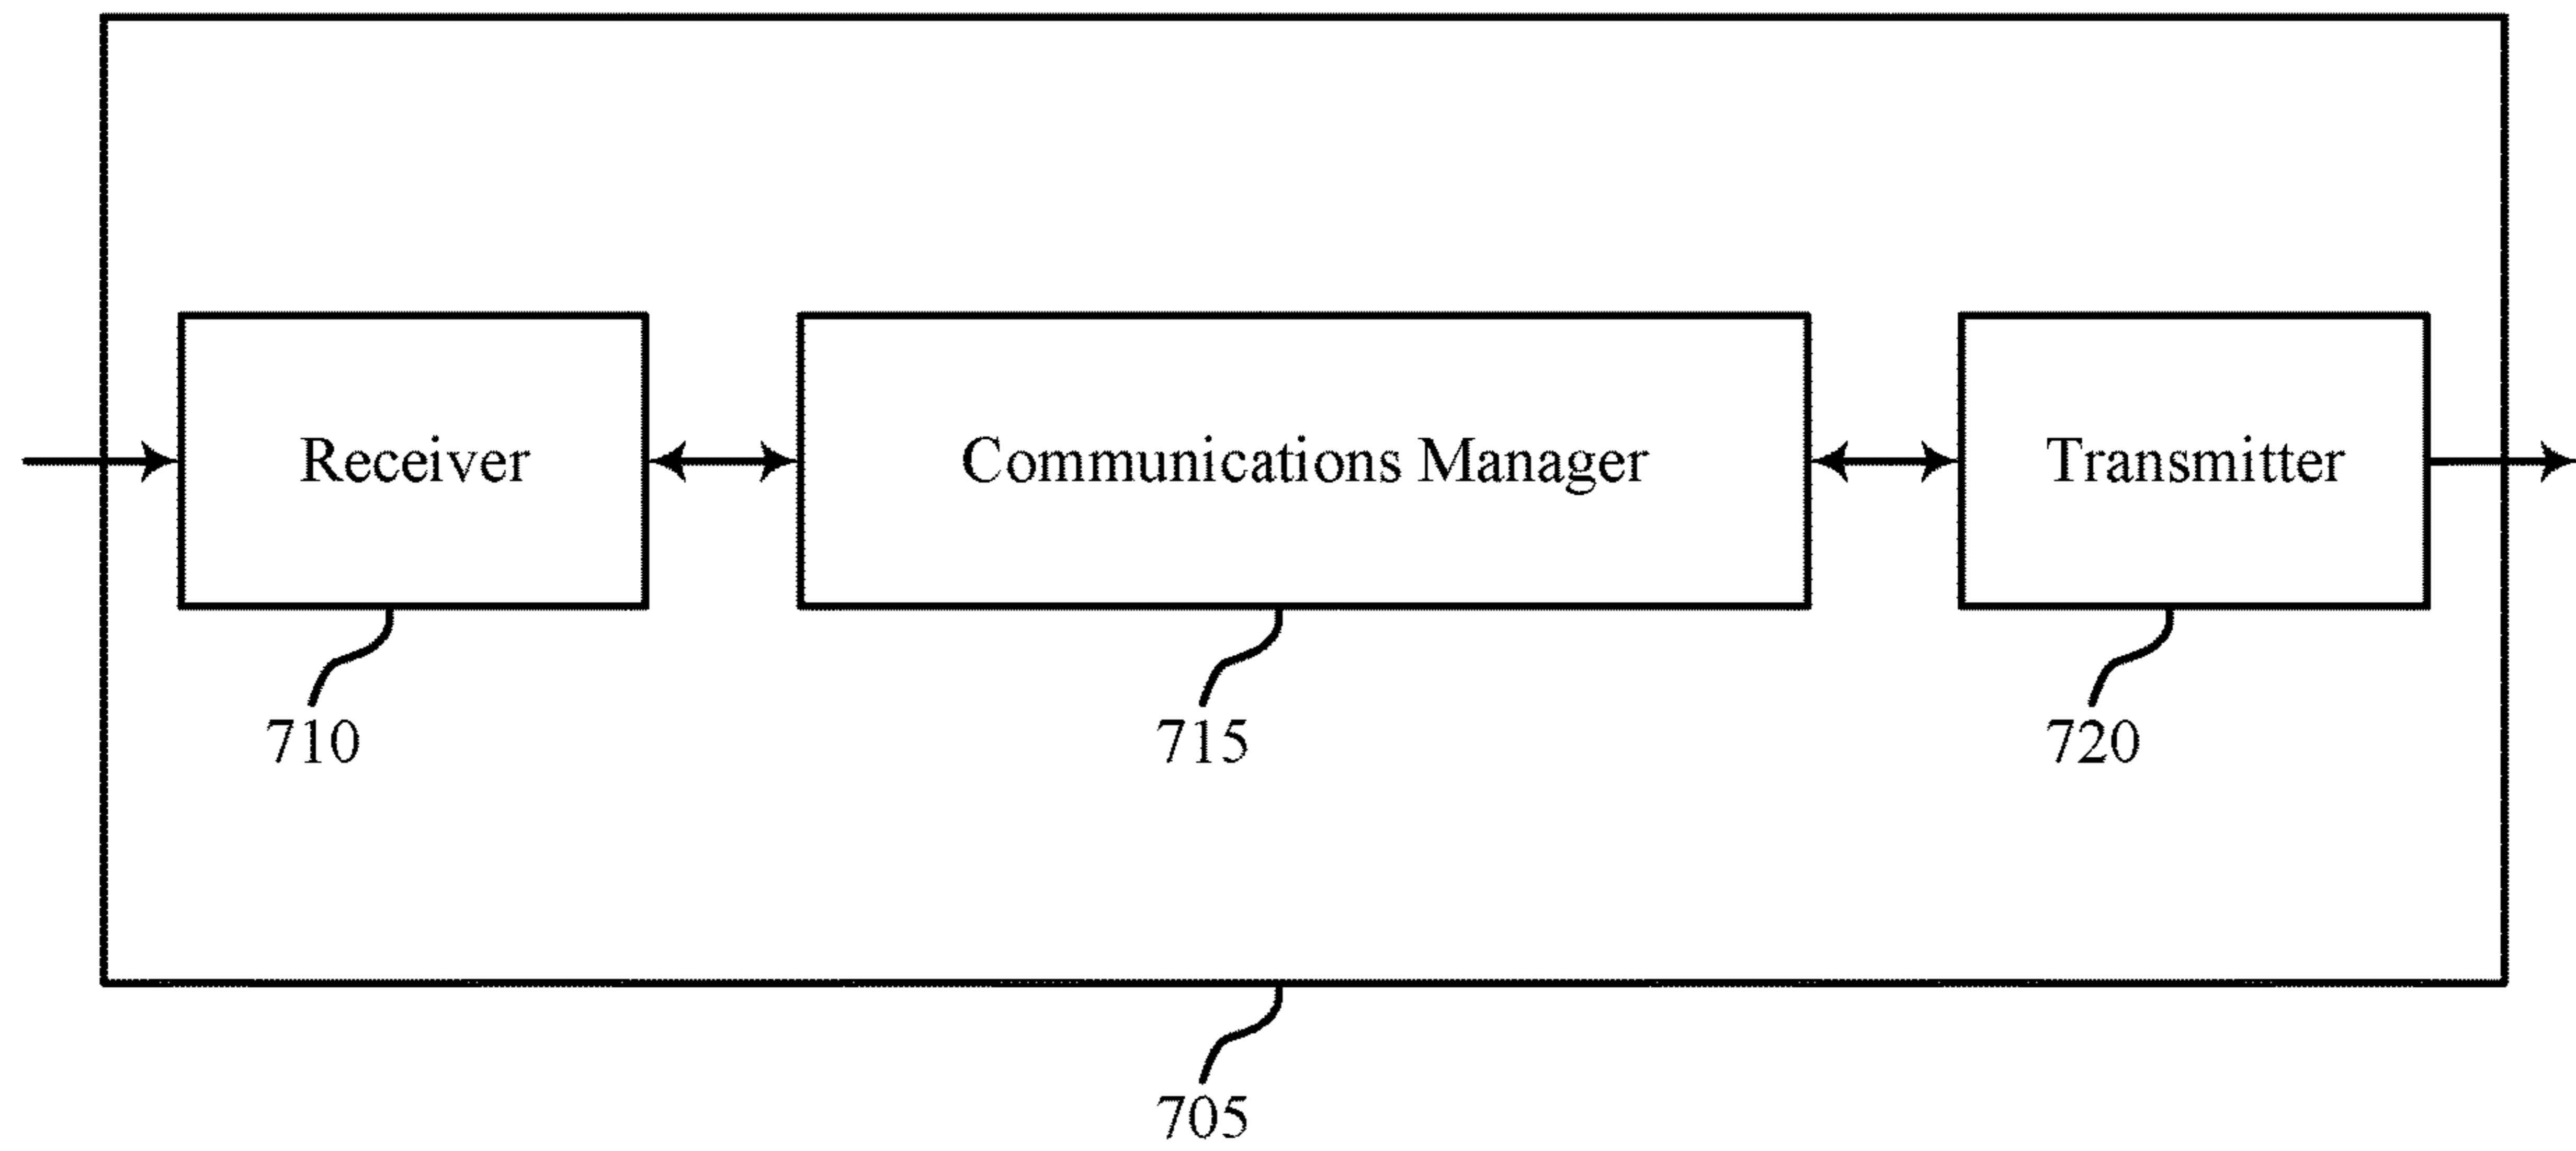 Receiver
Communications Manager
Transmitter
710
715
720
705